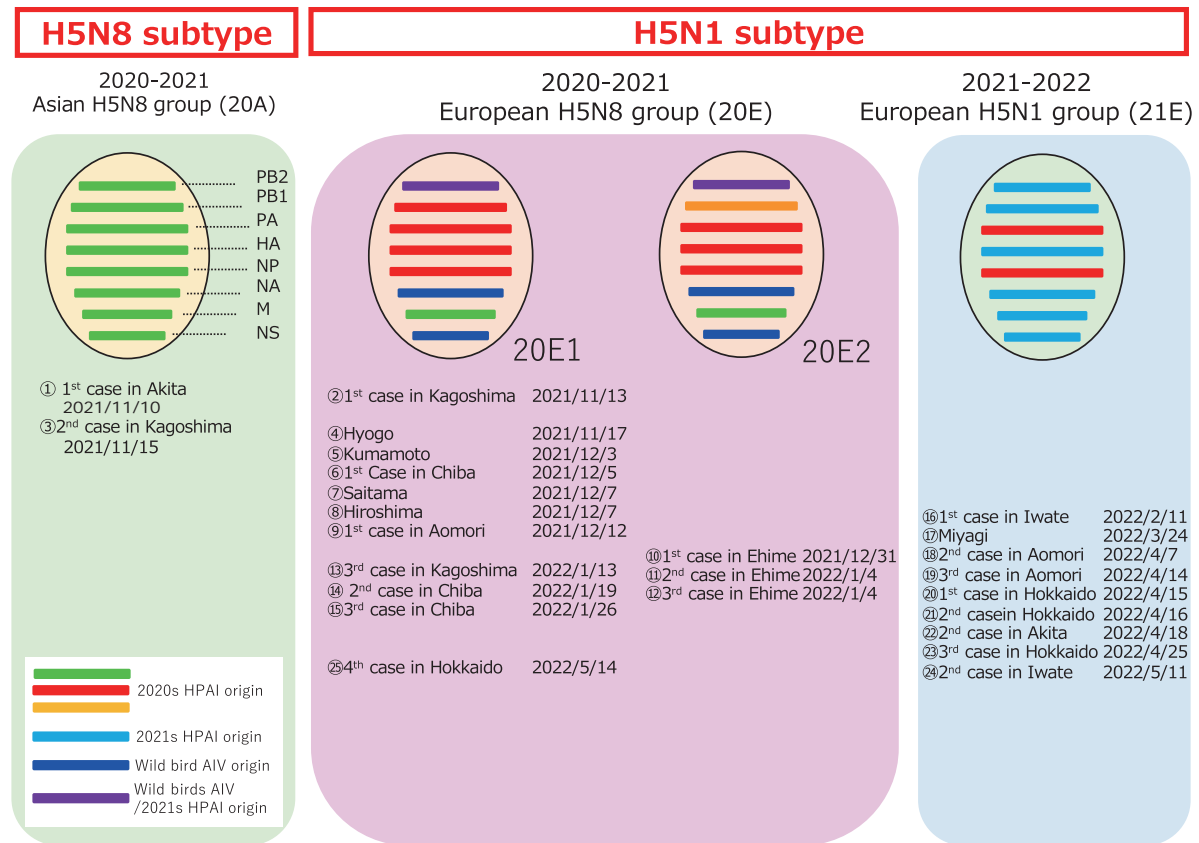 H5N8 subtype
H5N1 subtype
2020-2021
Asian H5N8 group (20A)
2020-2021
European H5N8 group (20E)
2021-2022
European H5N1 group (21E)
PB2
PB1
PA
HA
NP
NA
M
NS
20E1
20E2
① 1st case in Akita
2021/11/10
③2nd case in Kagoshima
2021/11/15
②1st case in Kagoshima 2021/11/13
④Hyogo 2021/11/17
⑤Kumamoto 2021/12/3
⑥1st Case in Chiba 2021/12/5
⑦Saitama 2021/12/7
⑧Hiroshima 2021/12/7
⑨1st case in Aomori 2021/12/12
⑬3rd case in Kagoshima 2022/1/13
⑭ 2nd case in Chiba 2022/1/19
⑮3rd case in Chiba 2022/1/26
㉕4th case in Hokkaido 2022/5/14
⑩1st case in Ehime 2021/12/31
⑪2nd case in Ehime 2022/1/4
⑫3rd case in Ehime 2022/1/4
⑯1st case in Iwate 2022/2/11
⑰Miyagi 2022/3/24
⑱2nd case in Aomori 2022/4/7
⑲3rd case in Aomori 2022/4/14
⑳1st case in Hokkaido 2022/4/15
㉑2nd casein Hokkaido 2022/4/16
㉒2nd case in Akita 2022/4/18
㉓3rd case in Hokkaido 2022/4/25
㉔2nd case in Iwate 2022/5/11
2020s HPAI origin
2021s HPAI origin
Wild bird AIV origin
Wild birds AIV
/2021s HPAI origin